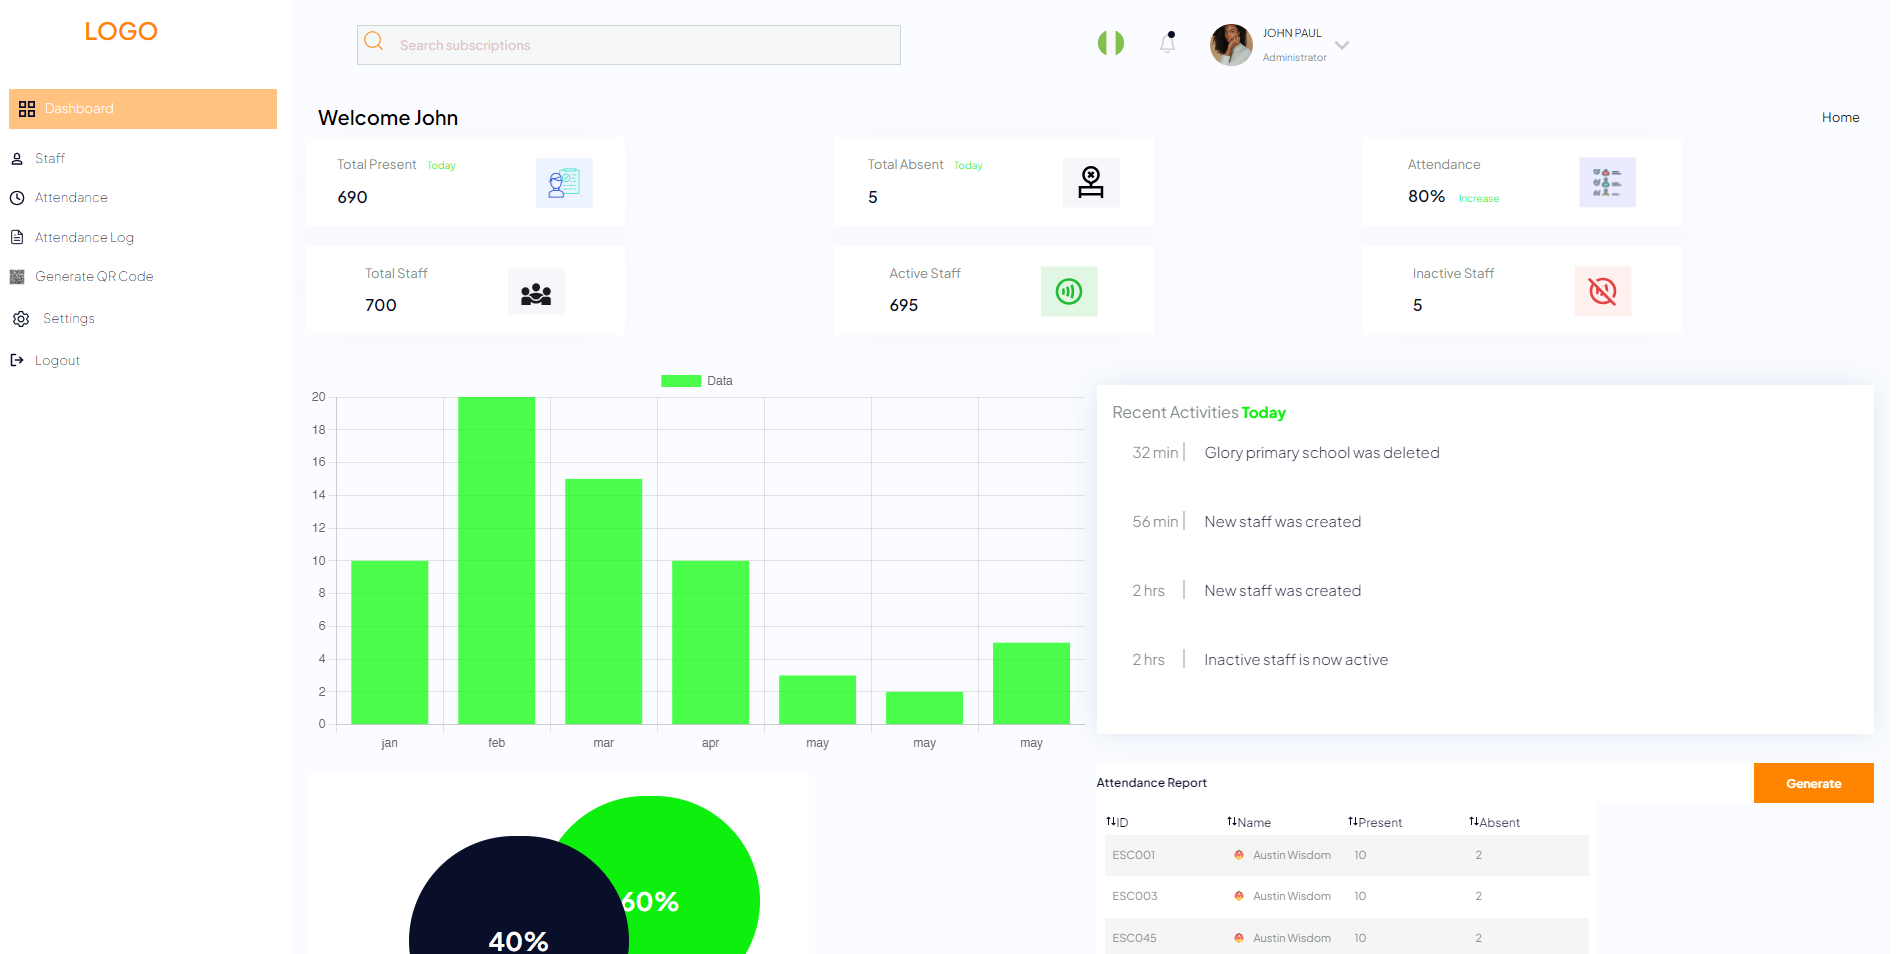 LOGO
Search subscriptions
JOHN PAUL
Administrator
Dashboard
Staff
Attendance
Attendance Log
Generate QR Code
Settings
Logout
Welcome John
Home
Total Present Today
690
Total Absent Today
5
Attendance
80% Increase
Total Staff
700
Active Staff
695
Inactive Staff
5
Data
20
18
16
14
12
10
8
6
4
2
0
jan feb mar apr may may may
Recent Activities Today
32 min Glory primary school was deleted
56 min New staff was created
2 hrs New staff was created
2 hrs Inactive staff is now active
60%
40%
Attendance Report
Generate
ID Name Present Absent
ESC001 Austin Wisdom 10 2
ESC003 Austin Wisdom 10 2
ESC045 Austin Wisdom 10 2